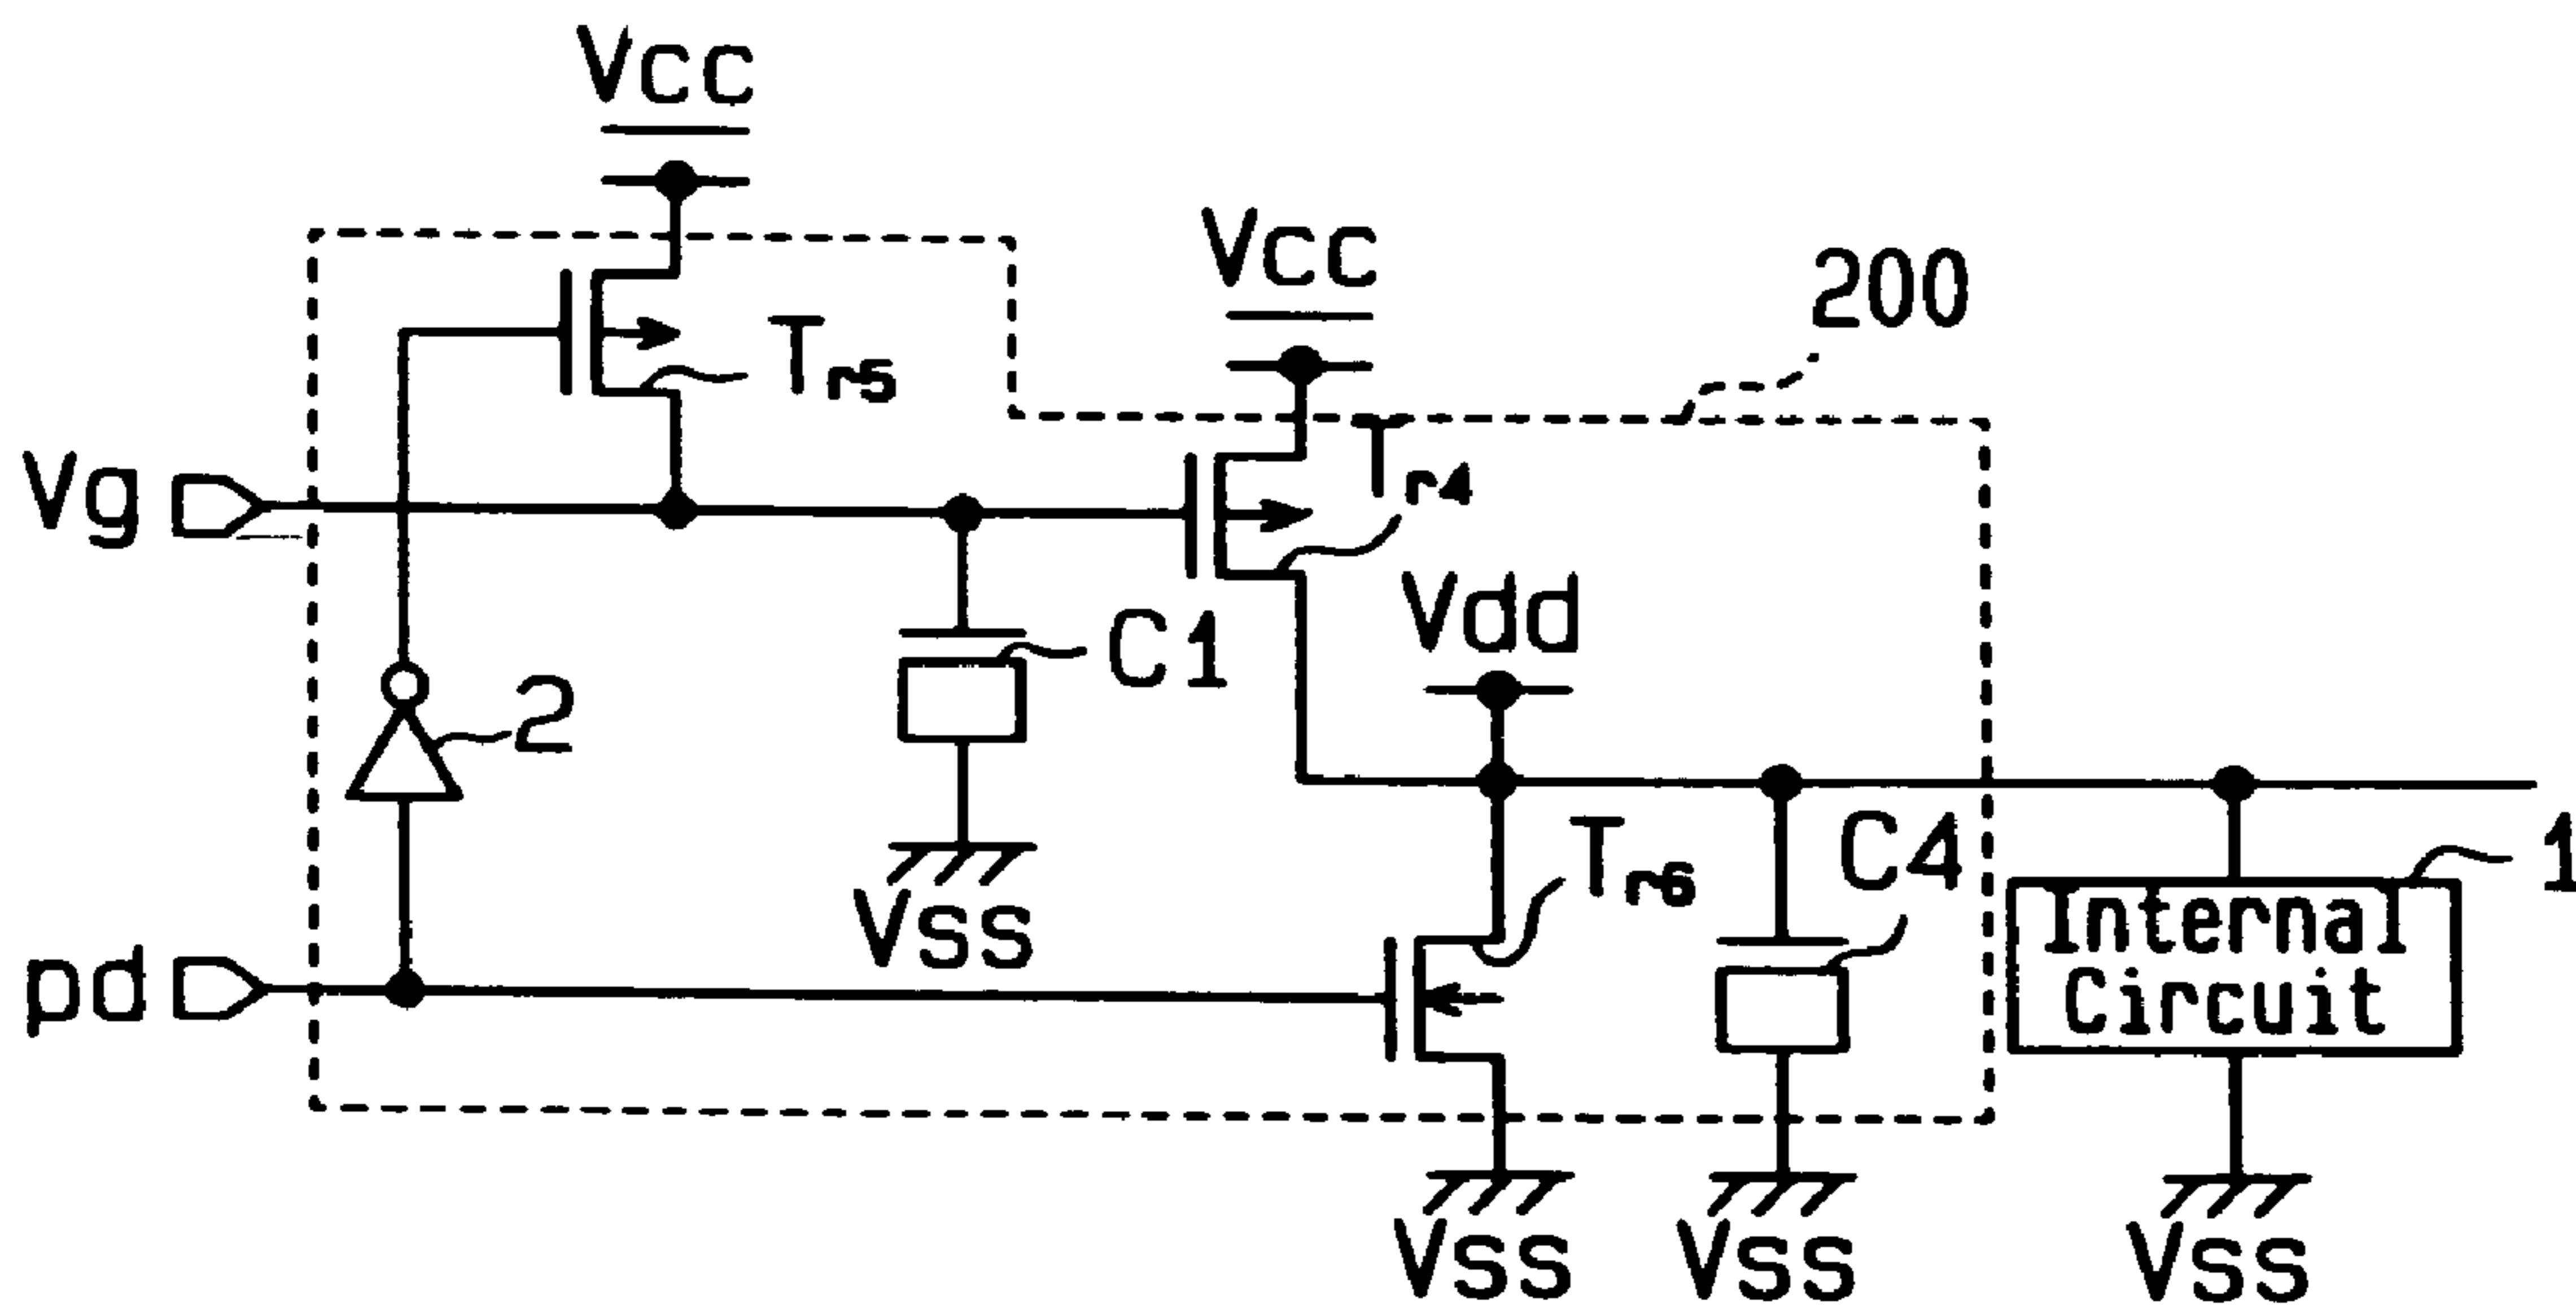 Vcc
Vcc
200
Tr5
Tr4
Vg
Vdd
C1
2
Tr6
C4
1
Internal
Circuit
Vss
pd
Vss
Vss
Vss